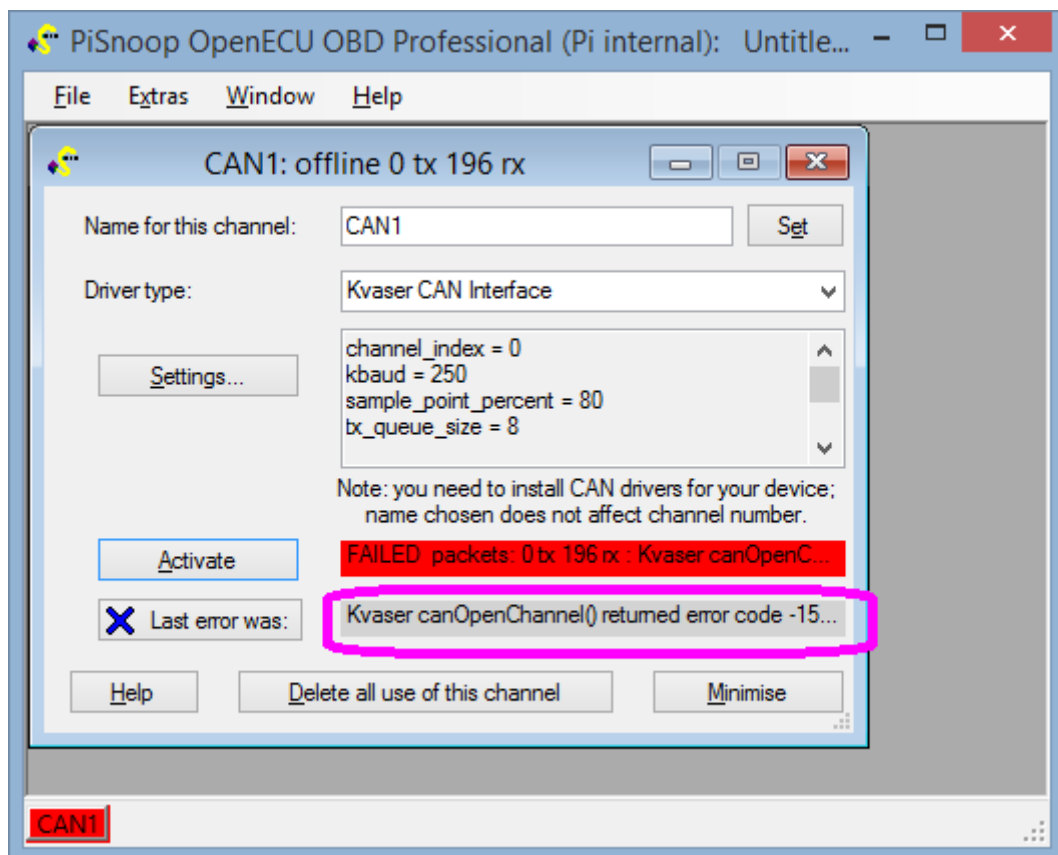 PiSnoop OpenECU OBD Professional (Pi internal): Untitle...
File Extras Window Help
CAN1: offline 0 tx 196 rx
Name for this channel: CAN1 Set
Driver type: Kvaser CAN Interface
Settings...
channel_index = 0
kbaud = 250
sample_point_percent = 80
tx_queue_size = 8
Note: you need to install CAN drivers for your device;
name chosen does not affect channel number.
Activate FAILED packets: 0 tx 196 rx : Kvaser canOpenC...
Last error was: Kvaser canOpenChannel() returned error code -15...
Help Delete all use of this channel Minimise
CAN1